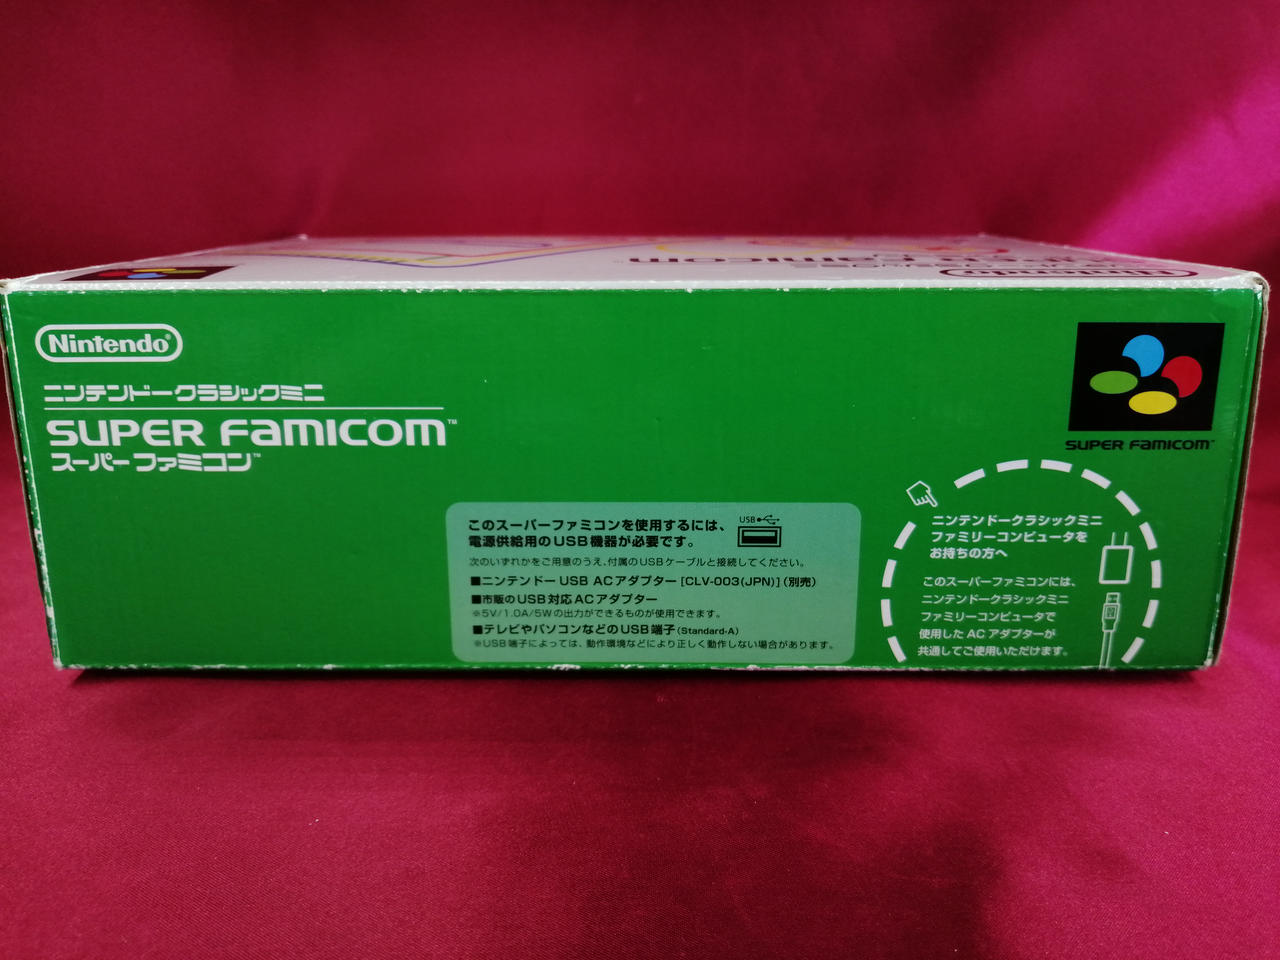 Nintendo®
ニンテンドークラシックミニ
SUPER FAMICOM™
スーパーファミコン™
SUPER FAMICOM™
このスーパーファミコンを使用するには、
電源供給用のUSB機器が必要です。
USB
次のいずれかをご用意のうえ、付属のUSBケーブルと接続してください。
■ニンテンドーUSB ACアダプター[CLV-003(JPN)](別売)
■市販のUSB対応ACアダプター
※5V/1.0A/5Wの出力ができるものが使用できます。
■テレビやパソコンなどのUSB端子(Standard-A)
※USB端子によっては、動作環境などにより正しく動作しない場合があります。
ニンテンドークラシックミニ
ファミリーコンピュータを
お持ちの方へ
このスーパーファミコンには、
ニンテンドークラシックミニ
ファミリーコンピュータで
使用したACアダプターが
共通してご使用いただけます。
Nintendo